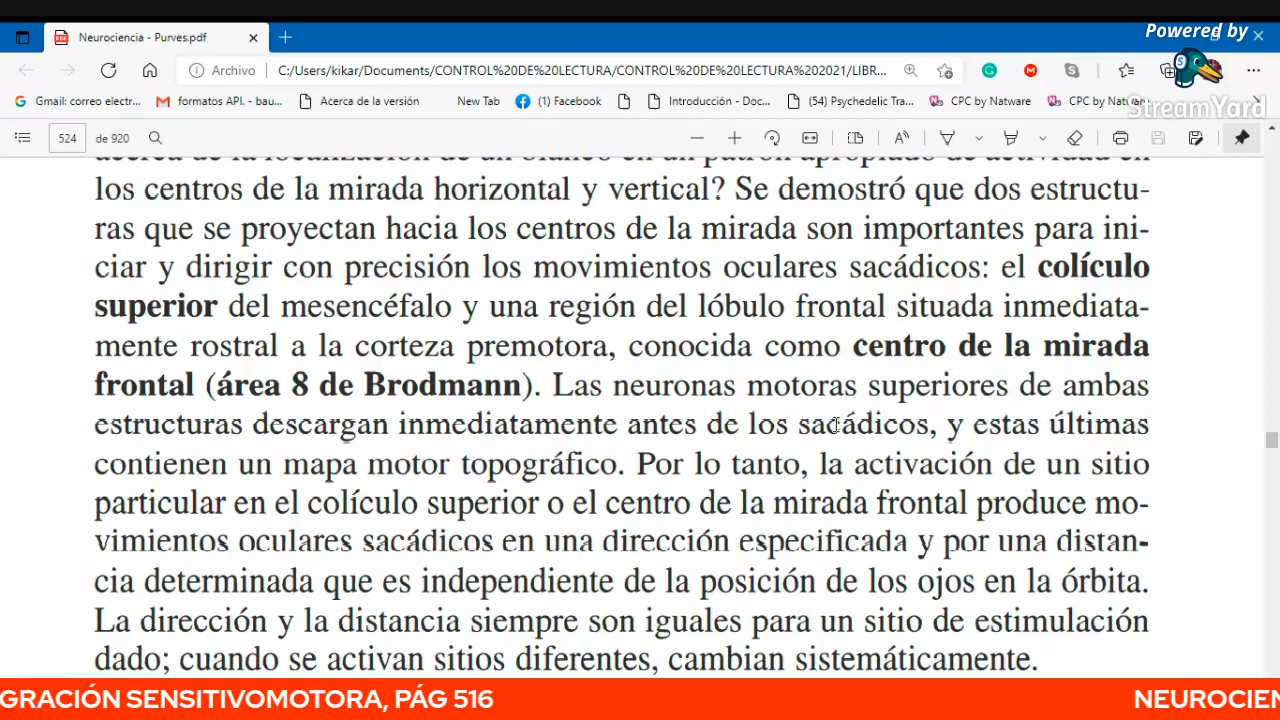 Powered by
Neurociencia - Purves.pdf
StreamYard
Archivo
C:/Users/kikar/Documents/CONTROL%20DE%20LECTURA/CONTROL%20DE%20LECTURA%202021/LIBR...
Gmail: correo electr...
formatos APL. - bau...
Acerca de la versión
New Tab
(1) Facebook
Introducción - Doc...
(54) Psychedelic Tra...
CPC by Natware
CPC by Natware
524
de 920
acerca de la localización de un blanco en un patrón apropiado de actividad en
los centros de la mirada horizontal y vertical? Se demostró que dos estructu-
ras que se proyectan hacia los centros de la mirada son importantes para ini-
ciar y dirigir con precisión los movimientos oculares sacádicos: el colículo
superior del mesencéfalo y una región del lóbulo frontal situada inmediata-
mente rostral a la corteza premotora, conocida como centro de la mirada
frontal (área 8 de Brodmann). Las neuronas motoras superiores de ambas
estructuras descargan inmediatamente antes de los sacádicos, y estas últimas
contienen un mapa motor topográfico. Por lo tanto, la activación de un sitio
particular en el colículo superior o el centro de la mirada frontal produce mo-
vimientos oculares sacádicos en una dirección especificada y por una distan-
cia determinada que es independiente de la posición de los ojos en la órbita.
La dirección y la distancia siempre son iguales para un sitio de estimulación
dado; cuando se activan sitios diferentes, cambian sistemáticamente.
GRACIÓN SENSITIVOMOTORA, PÁG 516
NEUROCIEN